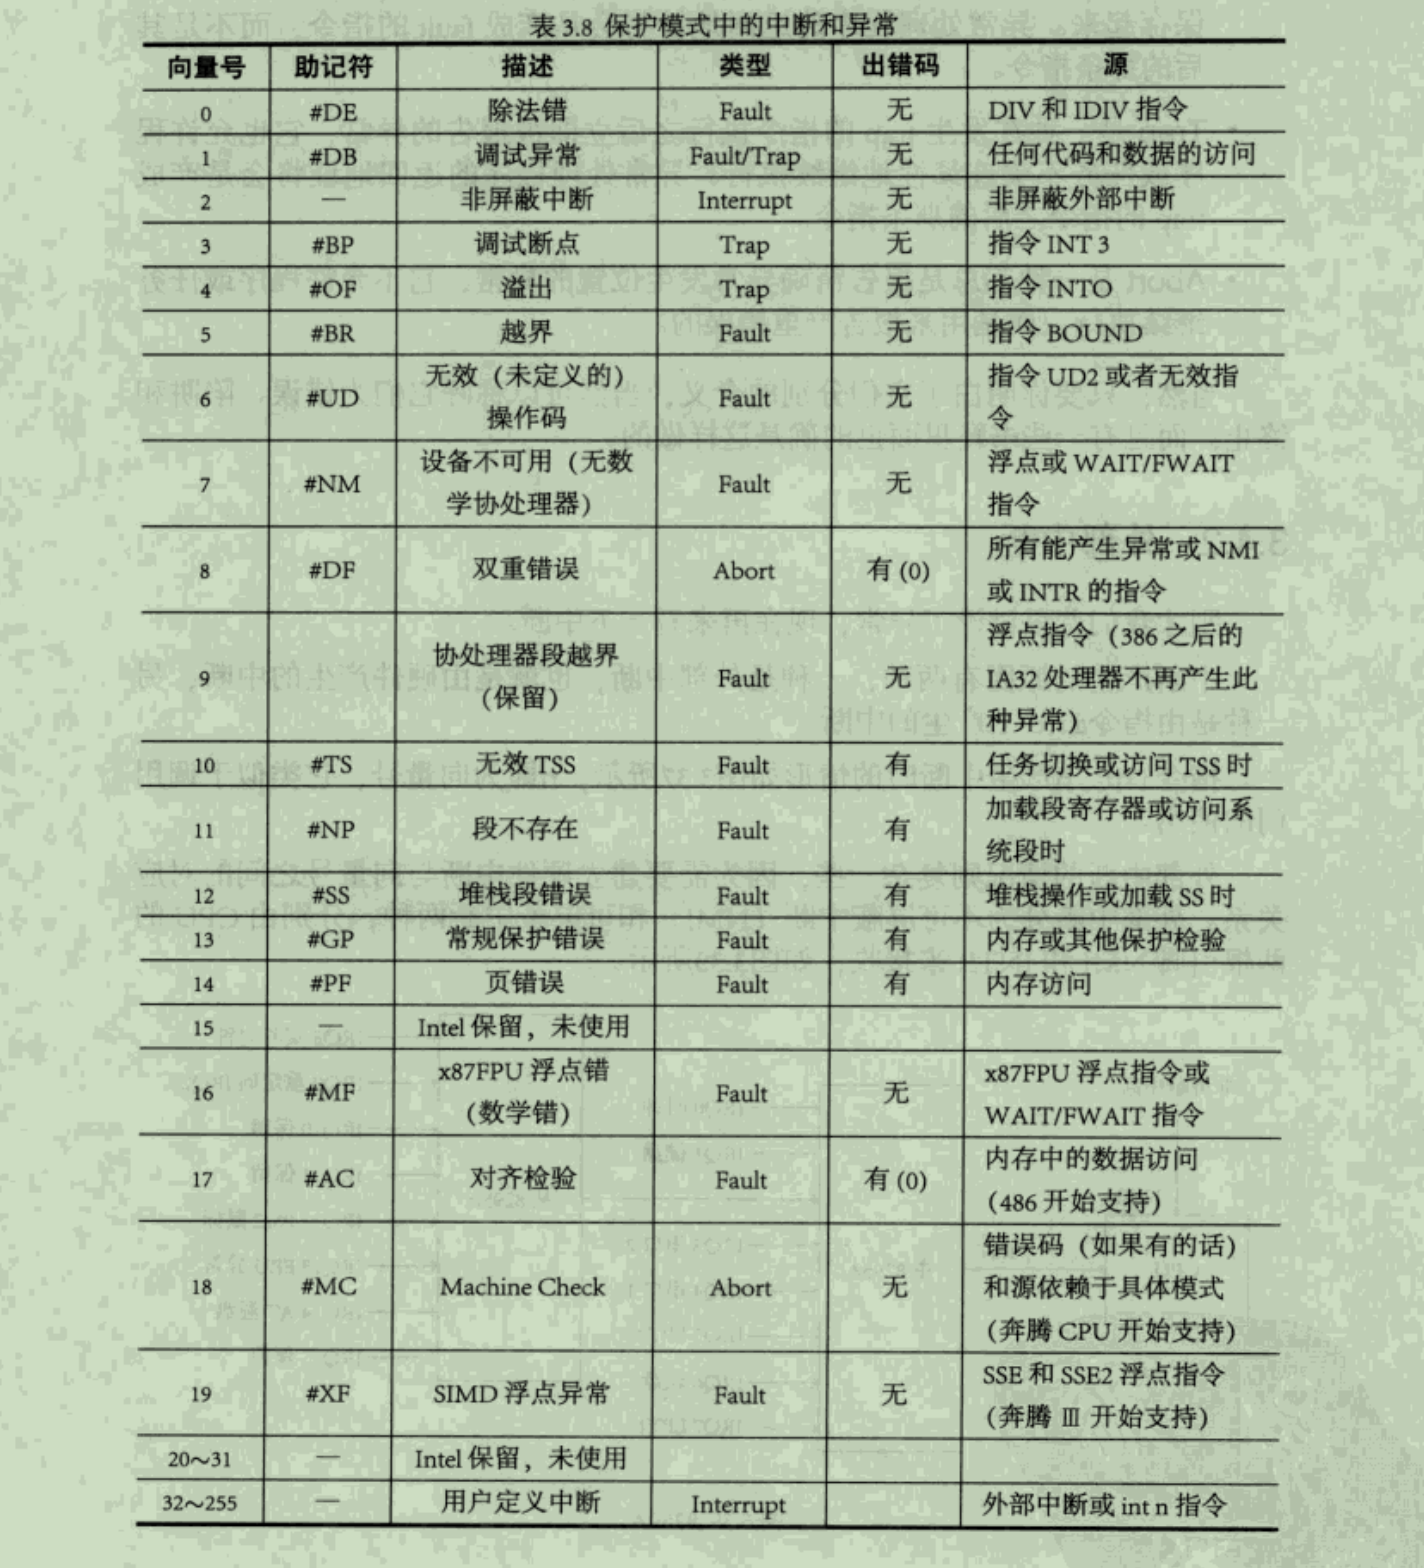 表 3.8 保护模式中的中断和异常
向量号 助记符 描述 类型 出错码 源
0 #DE 除法错 Fault 无 DIV 和 IDIV 指令
1 #DB 调试异常 Fault/Trap 无 任何代码和数据的访问
2 — 非屏蔽中断 Interrupt 无 非屏蔽外部中断
3 #BP 调试断点 Trap 无 指令 INT 3
4 #OF 溢出 Trap 无 指令 INTO
5 #BR 越界 Fault 无 指令 BOUND
6 #UD 无效（未定义的） Fault 无 指令 UD2 或者无效指
操作码 令
7 #NM 设备不可用（无数 Fault 无 浮点或 WAIT/FWAIT
学协处理器） 指令
8 #DF 双重错误 Abort 有 (0) 所有能产生异常或 NMI
或 INTR 的指令
9 协处理器段越界 Fault 无 浮点指令（386 之后的
（保留） IA32 处理器不再产生此
种异常）
10 #TS 无效 TSS Fault 有 任务切换或访问 TSS 时
11 #NP 段不存在 Fault 有 加载段寄存器或访问系
统段时
12 #SS 堆栈段错误 Fault 有 堆栈操作或加载 SS 时
13 #GP 常规保护错误 Fault 有 内存或其他保护检验
14 #PF 页错误 Fault 有 内存访问
15 — Intel 保留，未使用
16 #MF x87FPU 浮点错 Fault 无 x87FPU 浮点指令或
（数学错） WAIT/FWAIT 指令
17 #AC 对齐检验 Fault 有 (0) 内存中的数据访问
（486 开始支持）
18 #MC Machine Check Abort 无 错误码（如果有的话）
和源依赖于具体模式
（奔腾 CPU 开始支持）
19 #XF SIMD 浮点异常 Fault 无 SSE 和 SSE2 浮点指令
（奔腾 Ⅲ 开始支持）
20～31 — Intel 保留，未使用
32～255 — 用户定义中断 Interrupt 外部中断或 int n 指令